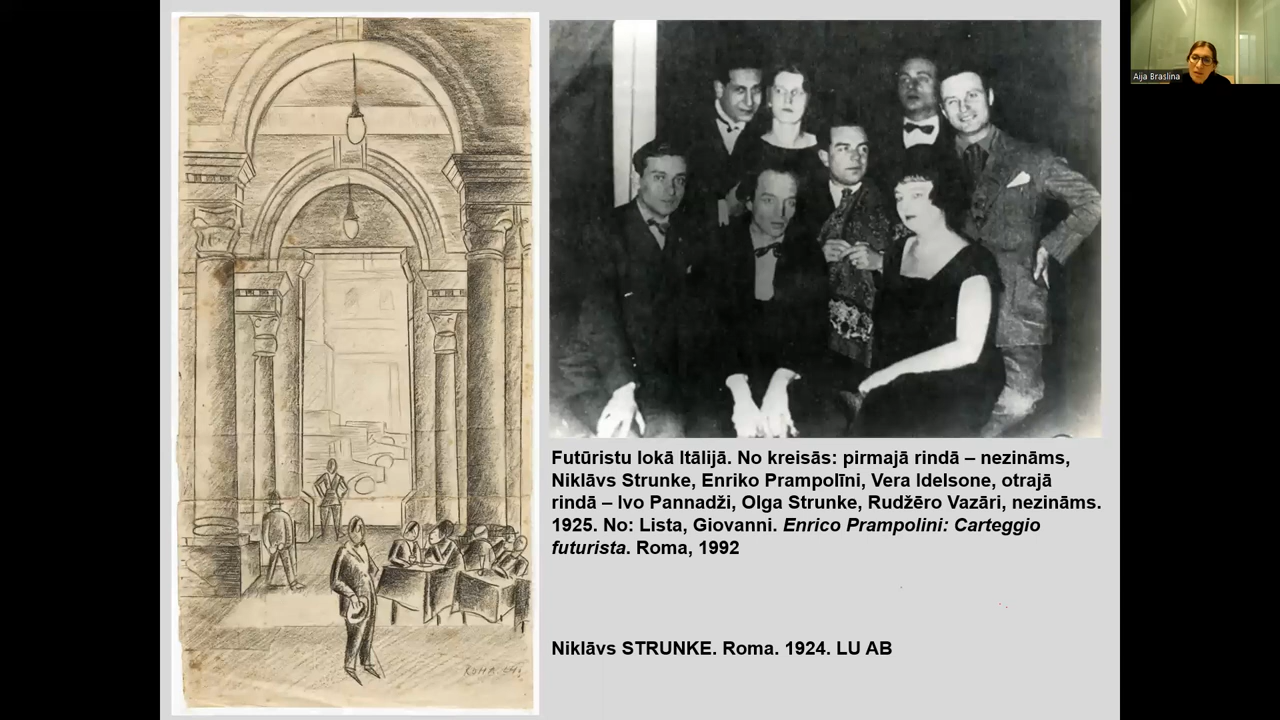 Aija Braslina
Futūristu lokā Itālijā. No kreisās: pirmajā rindā – nezināms,
Niklāvs Strunke, Enriko Prampolīni, Vera Idelsone, otrajā
rindā – Ivo Pannadži, Olga Strunke, Rudžēro Vazāri, nezināms.
1925. No: Lista, Giovanni. Enrico Prampolini: Carteggio
futurista. Roma, 1992
Niklāvs STRUNKE. Roma. 1924. LU AB